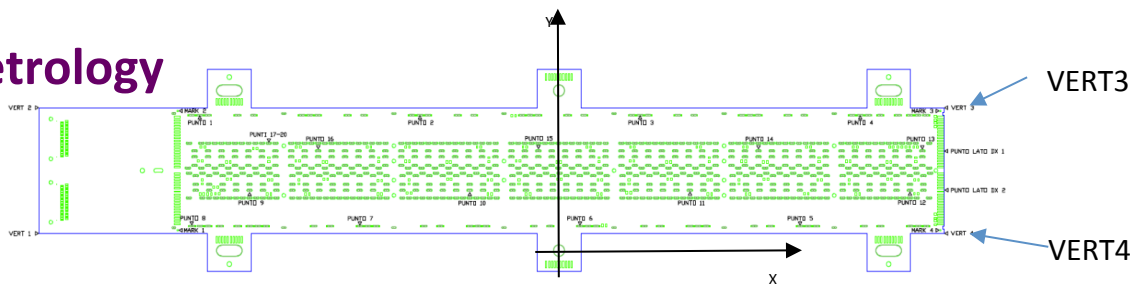 Y
etrology
VERT3
VERT 2
MARK 2
MARK 3
VERT 3
PUNTO 1
PUNTO 2
PUNTO 3
PUNTO 4
PUNTI 17-20
PUNTO 16
PUNTO 15
PUNTO 14
PUNTO 13
PUNTO LATO DX 1
PUNTO LATO DX 2
PUNTO 9
PUNTO 10
PUNTO 11
PUNTO 12
PUNTO 8
PUNTO 7
PUNTO 6
PUNTO 5
VERT 1
MARK 1
MARK 4
VERT 4
VERT4
X